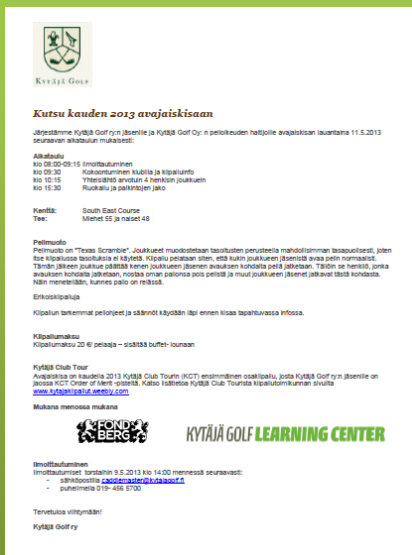 KYTÄJÄ GOLF
Kutsu kauden 2013 avajaiskisaan
Järjestämme Kytäjä Golf ry:n jäsenille ja Kytäjä Golf Oy: n pelioikeuden haltijoille avajaiskisan lauantaina 11.5.2013
seuraavan aikataulun mukaisesti:
Aikataulu
klo 08:00-09:15 Ilmoittautuminen
klo 09:30 Kokoontuminen klubilla ja kilpailuinfo
klo 10:15 Yhteislähtö arvotuin 4 henkisin joukkuein
klo 15:30 Ruokailu ja palkintojen jako
Kenttä: South East Course
Tee: Miehet 55 ja naiset 48
Pelimuoto
Pelimuoto on "Texas Scramble". Joukkueet muodostetaan tasoitusten perusteella mahdollisimman tasapuolisesti, joten
itse kilpailussa tasoituksia ei käytetä. Kilpailu pelataan siten, että kukin joukkueen jäsenistä avaa pelin normaalisti.
Tämän jälkeen joukkue päättää kenen joukkueen jäsenen avauksen kohdalta peliä jatketaan. Tällöin se henkilö, jonka
avauksen kohdalta jatketaan, nostaa oman pallonsa pois pelistä ja muut joukkueen jäsenet jatkavat tästä kohdasta.
Näin menetellään, kunnes pallo on reiässä.
Erikoiskilpailuja
Kilpailun tarkemmat peliohjeet ja säännöt käydään läpi ennen kisaa tapahtuvassa infossa.
Kilpailumaksu
Kilpailumaksu 20 €/ pelaaja – sisältää buffet- lounaan
Kytäjä Club Tour
Avajaiskisa on kaudella 2013 Kytäjä Club Tourin (KCT) ensimmäinen osakilpailu, josta Kytäjä Golf ry:n jäsenille on
jaossa KCT Order of Merit -pisteitä. Katso lisätietoa Kytäjä Club Tourista kilpailutoimikunnan sivuilta
www.kytajakilpailut.weebly.com
Mukana menossa mukana
FOND
BERG
KYTÄJÄ GOLF LEARNING CENTER
Ilmoittautuminen
Ilmoittautumiset torstaihin 9.5.2013 klo 14:00 mennessä seuraavasti:
- sähköpostilla caddiemaster@kytajagolf.fi
- puhelimella 019- 456 5700
Tervetuloa viihtymään!
Kytäjä Golf ry